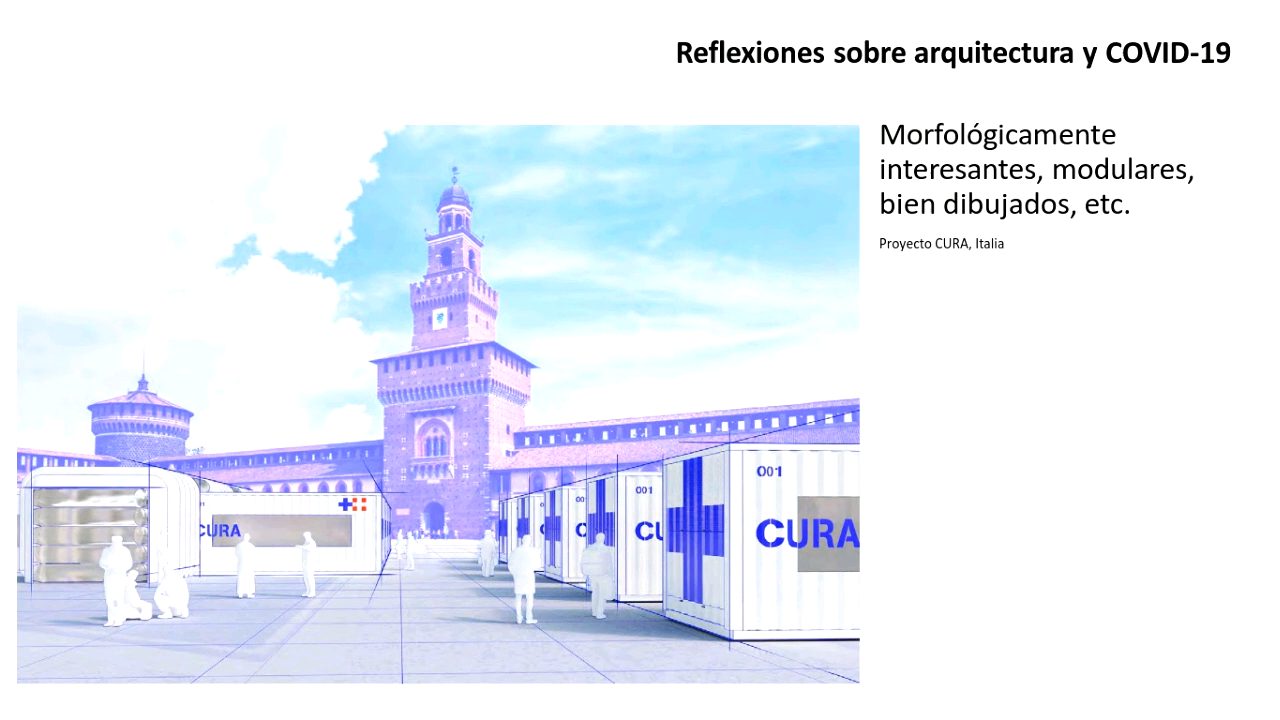 Reflexiones sobre arquitectura y COVID-19
Morfológicamente
interesantes, modulares,
bien dibujados, etc.
Proyecto CURA, Italia
CURA
001
CU
001
CURA